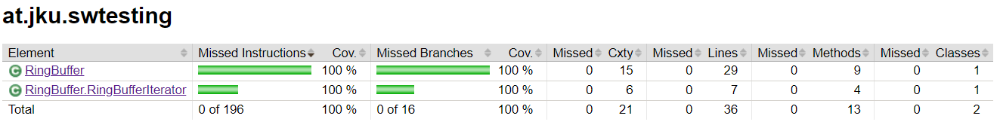 at.jku.swtesting
Element Missed Instructions Cov. Missed Branches Cov. Missed Cxty Missed Lines Missed Methods Missed Classes
C RingBuffer 100 % 100 % 0 15 0 29 0 9 0 1
C RingBuffer.RingBufferIterator 100 % 100 % 0 6 0 7 0 4 0 1
Total 0 of 196 100 % 0 of 16 100 % 0 21 0 36 0 13 0 2